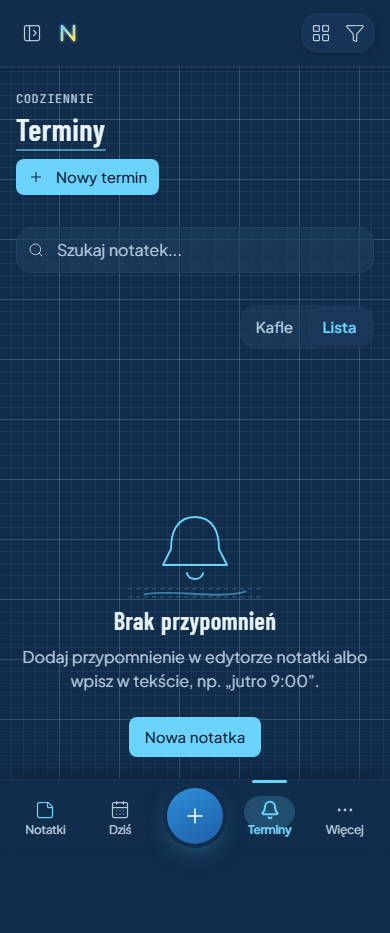 N
CODZIENNIE
Terminy
Nowy termin
Szukaj notatek...
Kafle Lista
Brak przypomnień
Dodaj przypomnienie w edytorze notatki albo
wpisz w tekście, np. „jutro 9:00”.
Nowa notatka
Notatki Dziś Terminy Więcej